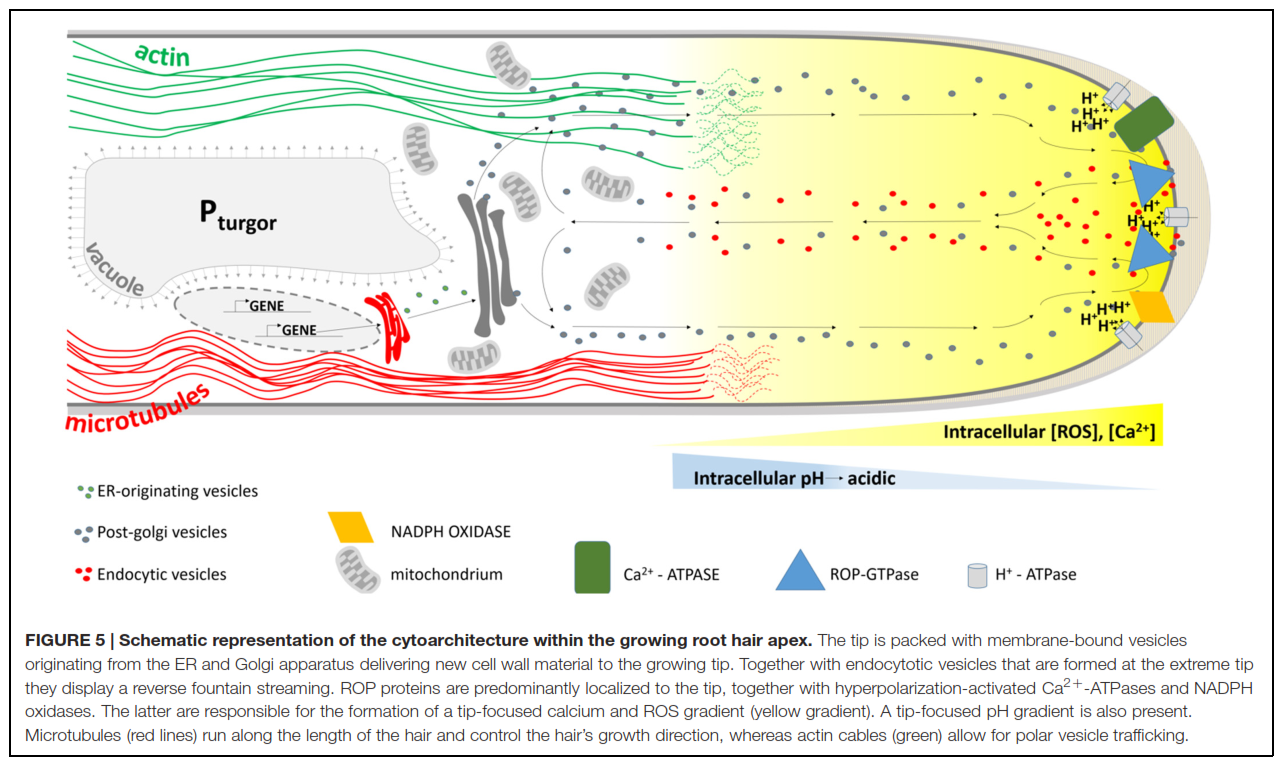 actin
P turgor
vacuole
GENE
GENE
microtubules
H⁺
H⁺
H⁺ H⁺
H⁺
H⁺ H⁺
H⁺
H⁺H⁺
H⁺ H⁺
Intracellular [ROS], [Ca²⁺]
Intracellular pH → acidic
ER-originating vesicles
Post-golgi vesicles
Endocytic vesicles
NADPH OXIDASE
mitochondrium
Ca²⁺ - ATPASE
ROP-GTPase
H⁺ - ATPase
FIGURE 5 | Schematic representation of the cytoarchitecture within the growing root hair apex. The tip is packed with membrane-bound vesicles
originating from the ER and Golgi apparatus delivering new cell wall material to the growing tip. Together with endocytotic vesicles that are formed at the extreme tip
they display a reverse fountain streaming. ROP proteins are predominantly localized to the tip, together with hyperpolarization-activated Ca²⁺-ATPases and NADPH
oxidases. The latter are responsible for the formation of a tip-focused calcium and ROS gradient (yellow gradient). A tip-focused pH gradient is also present.
Microtubules (red lines) run along the length of the hair and control the hair's growth direction, whereas actin cables (green) allow for polar vesicle trafficking.